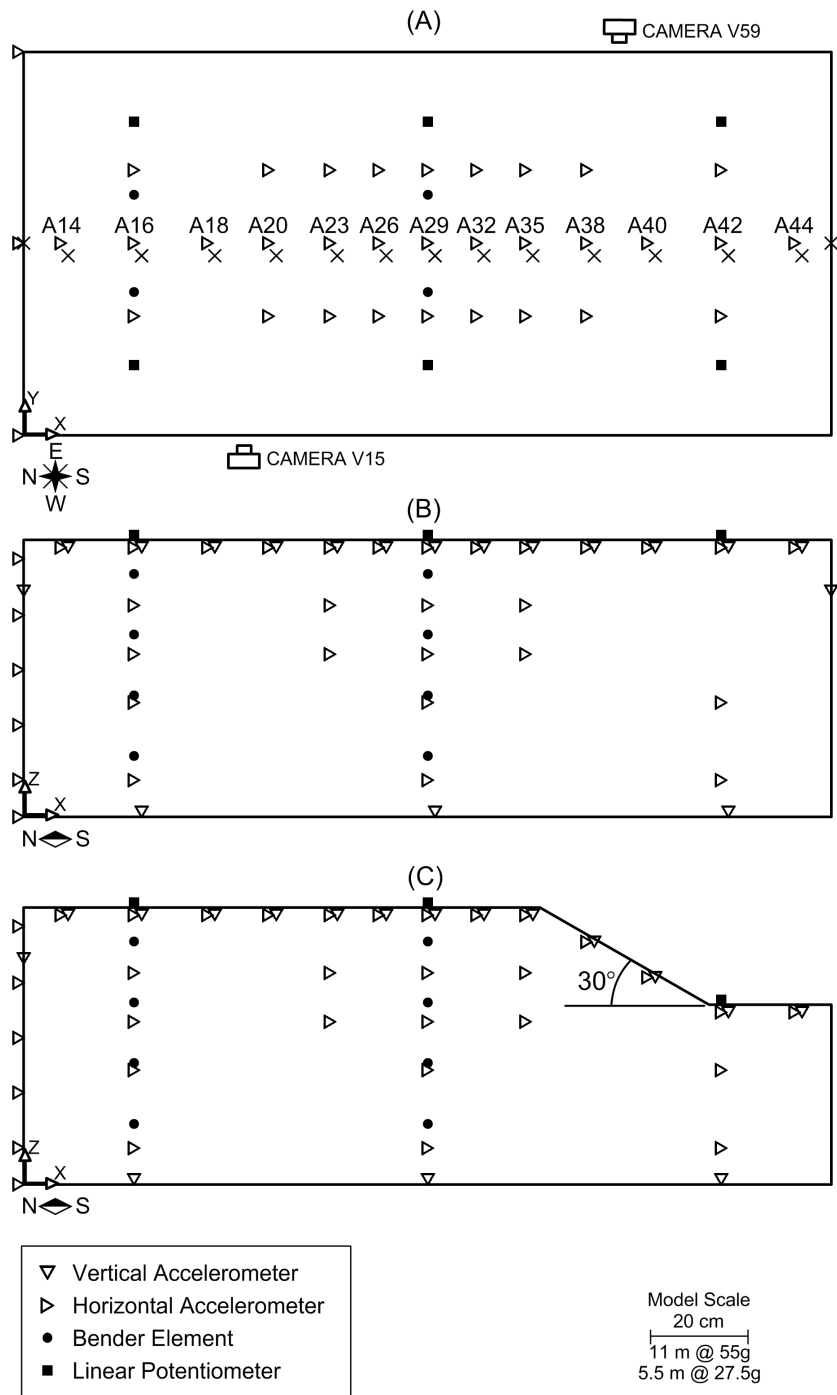 (A)
CAMERA V59
A14 A16 A18 A20 A23 A26 A29 A32 A35 A38 A40 A42 A44
Y
X
E
N S
W
CAMERA V15
(B)
Z
X
N S
(C)
30°
Z
X
N S
Vertical Accelerometer
Horizontal Accelerometer
Bender Element
Linear Potentiometer
Model Scale
20 cm
11 m @ 55g
5.5 m @ 27.5g